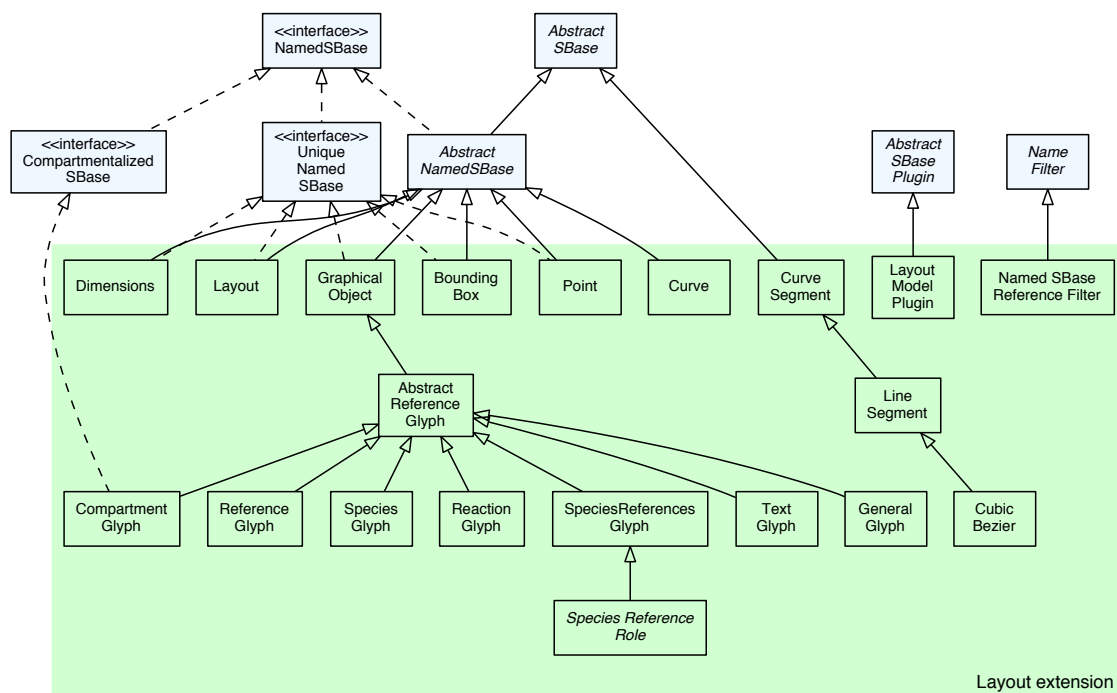 <<interface>>
NamedSBase
Abstract
SBase
<<interface>>
Compartmentalized
SBase
<<interface>>
Unique
Named
SBase
Abstract
NamedSBase
Abstract
SBase
Plugin
Name
Filter
Dimensions
Layout
Graphical
Object
Bounding
Box
Point
Curve
Curve
Segment
Layout
Model
Plugin
Named SBase
Reference Filter
Abstract
Reference
Glyph
Line
Segment
Compartment
Glyph
Reference
Glyph
Species
Glyph
Reaction
Glyph
SpeciesReferences
Glyph
Text
Glyph
General
Glyph
Cubic
Bezier
Species Reference
Role
Layout extension